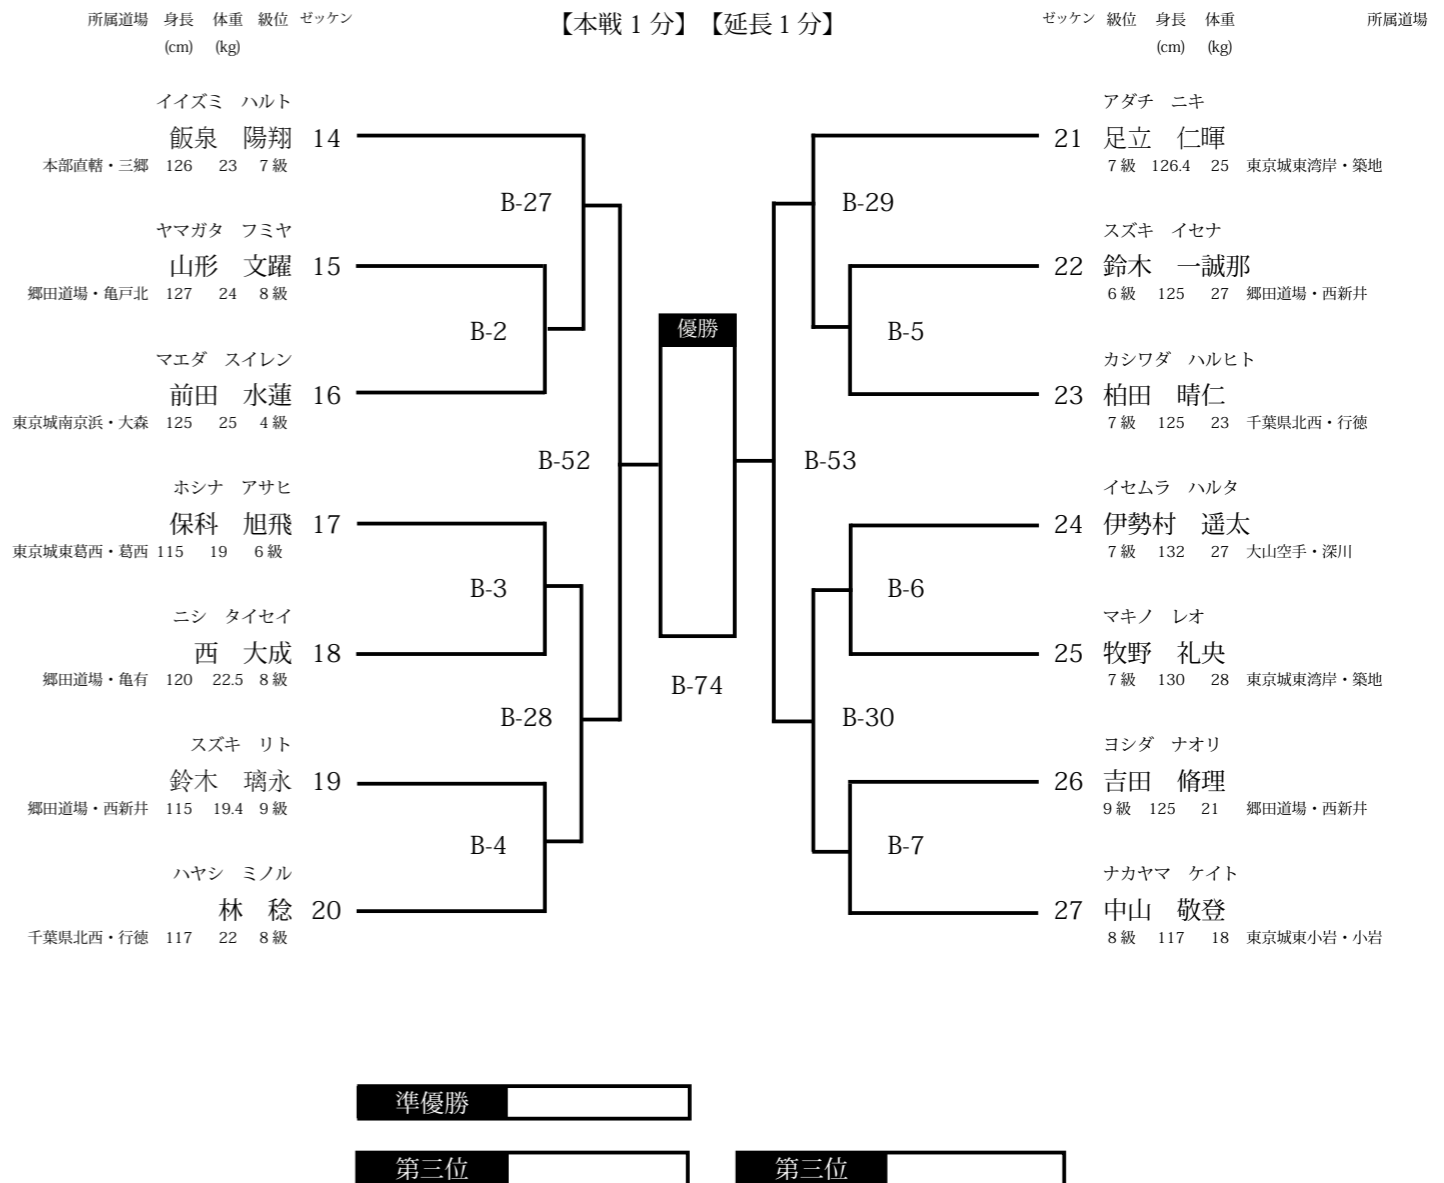 所属道場 身長 体重 級位 ゼッケン
(cm) (kg)
【本戦 1 分】【延長 1 分】
ゼッケン 級位 身長 体重 所属道場
(cm) (kg)
イイズミ ハルト
飯泉 陽翔 14
本部直轄・三郷 126 23 7 級
B-27
ヤマガタ フミヤ
山形 文躍 15
郷田道場・亀戸北 127 24 8 級
B-2
マエダ スイレン
前田 水蓮 16
東京城南京浜・大森 125 25 4 級
B-52
ホシナ アサヒ
保科 旭飛 17
東京城東葛西・葛西 115 19 6 級
B-3
ニシ タイセイ
西 大成 18
郷田道場・亀有 120 22.5 8 級
B-28
スズキ リト
鈴木 璃永 19
郷田道場・西新井 115 19.4 9 級
B-4
ハヤシ ミノル
林 稔 20
千葉県北西・行徳 117 22 8 級
優勝
B-74
アダチ ニキ
21 足立 仁暉
7 級 126.4 25 東京城東湾岸・築地
B-29
スズキ イセナ
22 鈴木 一誠那
6 級 125 27 郷田道場・西新井
B-5
カシワダ ハルヒト
23 柏田 晴仁
7 級 125 23 千葉県北西・行徳
B-53
イセムラ ハルタ
24 伊勢村 遥太
7 級 132 27 大山空手・深川
B-6
マキノ レオ
25 牧野 礼央
7 級 130 28 東京城東湾岸・築地
B-30
ヨシダ ナオリ
26 吉田 脩理
9 級 125 21 郷田道場・西新井
B-7
ナカヤマ ケイト
27 中山 敬登
8 級 117 18 東京城東小岩・小岩
準優勝
第三位 第三位